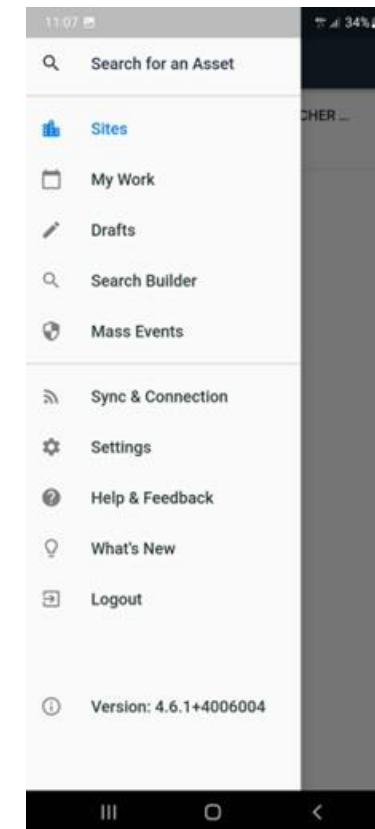 11:07 34%
Search for an Asset
CHER ...
Sites
My Work
Drafts
Search Builder
Mass Events
Sync & Connection
Settings
Help & Feedback
What's New
Logout
Version: 4.6.1+4006004